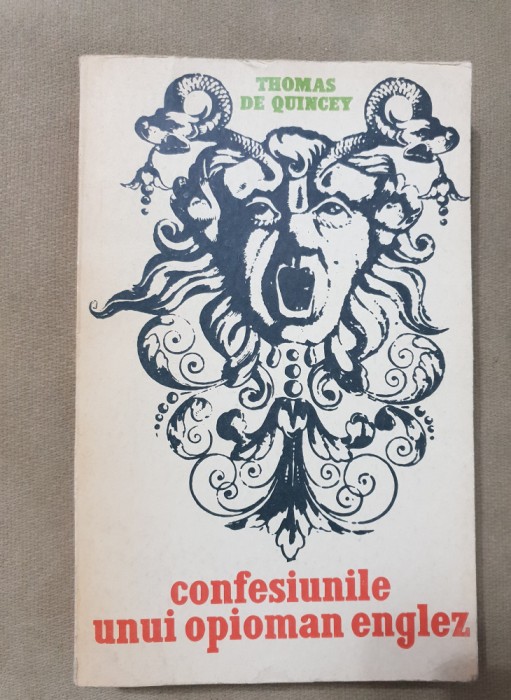 THOMAS
DE QUINCEY
confesiunile
unui opioman englez